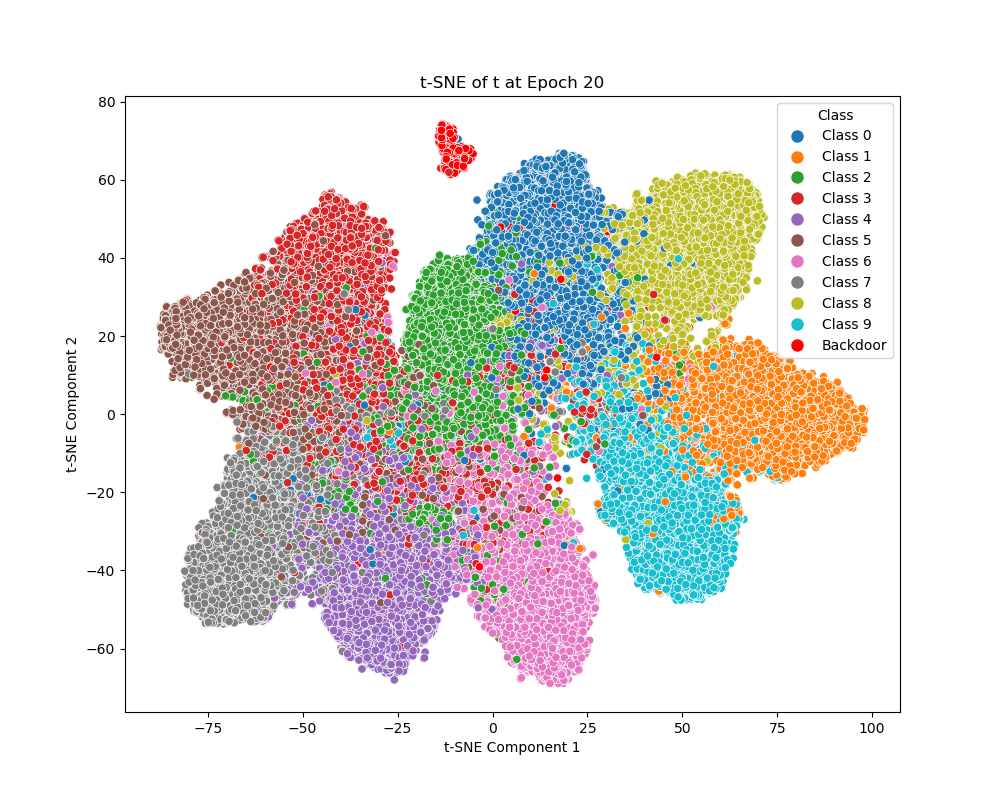 t-SNE of t at Epoch 20
t-SNE Component 2
80
60
40
20
0
−20
−40
−60
Class
Class 0
Class 1
Class 2
Class 3
Class 4
Class 5
Class 6
Class 7
Class 8
Class 9
Backdoor
−75
−50
−25
0
25
50
75
100
t-SNE Component 1